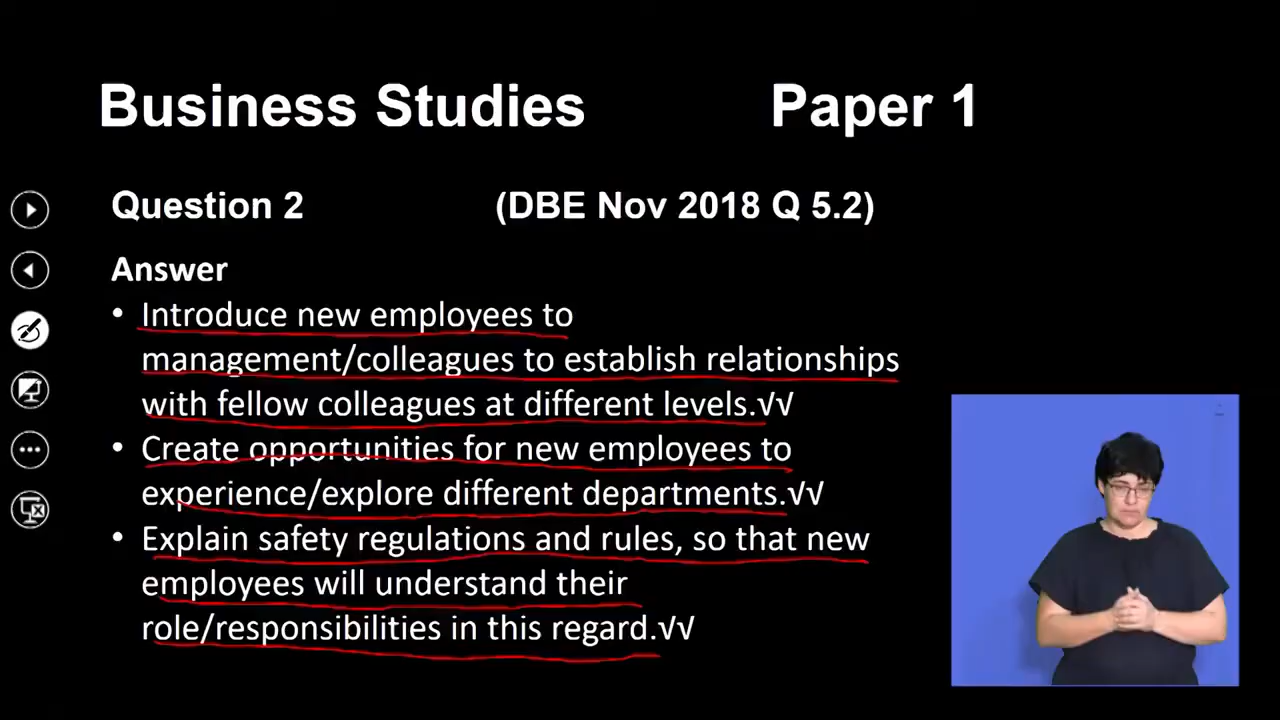 Business Studies Paper 1
Question 2 (DBE Nov 2018 Q 5.2)
Answer
• Introduce new employees to
management/colleagues to establish relationships
with fellow colleagues at different levels.√√
• Create opportunities for new employees to
experience/explore different departments.√√
• Explain safety regulations and rules, so that new
employees will understand their
role/responsibilities in this regard.√√